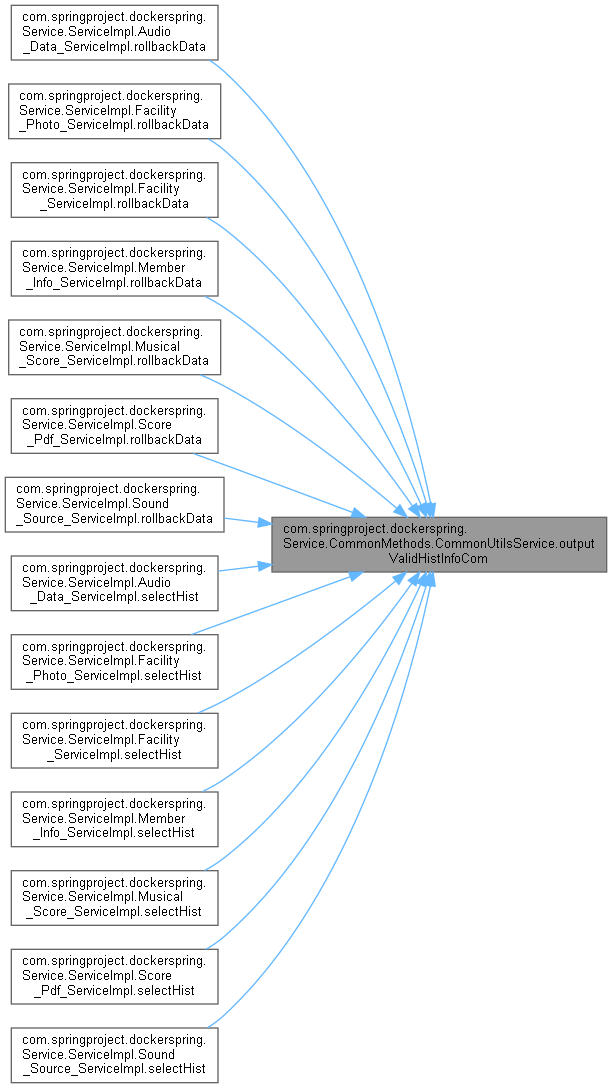 com.springproject.dockerspring.
Service.ServiceImpl.Audio
_Data_ServiceImpl.rollbackData
com.springproject.dockerspring.
Service.ServiceImpl.Facility
_Photo_ServiceImpl.rollbackData
com.springproject.dockerspring.
Service.ServiceImpl.Facility
_ServiceImpl.rollbackData
com.springproject.dockerspring.
Service.ServiceImpl.Member
_Info_ServiceImpl.rollbackData
com.springproject.dockerspring.
Service.ServiceImpl.Musical
_Score_ServiceImpl.rollbackData
com.springproject.dockerspring.
Service.ServiceImpl.Score
_Pdf_ServiceImpl.rollbackData
com.springproject.dockerspring.
Service.ServiceImpl.Sound
_Source_ServiceImpl.rollbackData
com.springproject.dockerspring.
Service.CommonMethods.CommonUtilsService.output
ValidHistInfoCom
com.springproject.dockerspring.
Service.ServiceImpl.Audio
_Data_ServiceImpl.selectHist
com.springproject.dockerspring.
Service.ServiceImpl.Facility
_Photo_ServiceImpl.selectHist
com.springproject.dockerspring.
Service.ServiceImpl.Facility
_ServiceImpl.selectHist
com.springproject.dockerspring.
Service.ServiceImpl.Member
_Info_ServiceImpl.selectHist
com.springproject.dockerspring.
Service.ServiceImpl.Musical
_Score_ServiceImpl.selectHist
com.springproject.dockerspring.
Service.ServiceImpl.Score
_Pdf_ServiceImpl.selectHist
com.springproject.dockerspring.
Service.ServiceImpl.Sound
_Source_ServiceImpl.selectHist